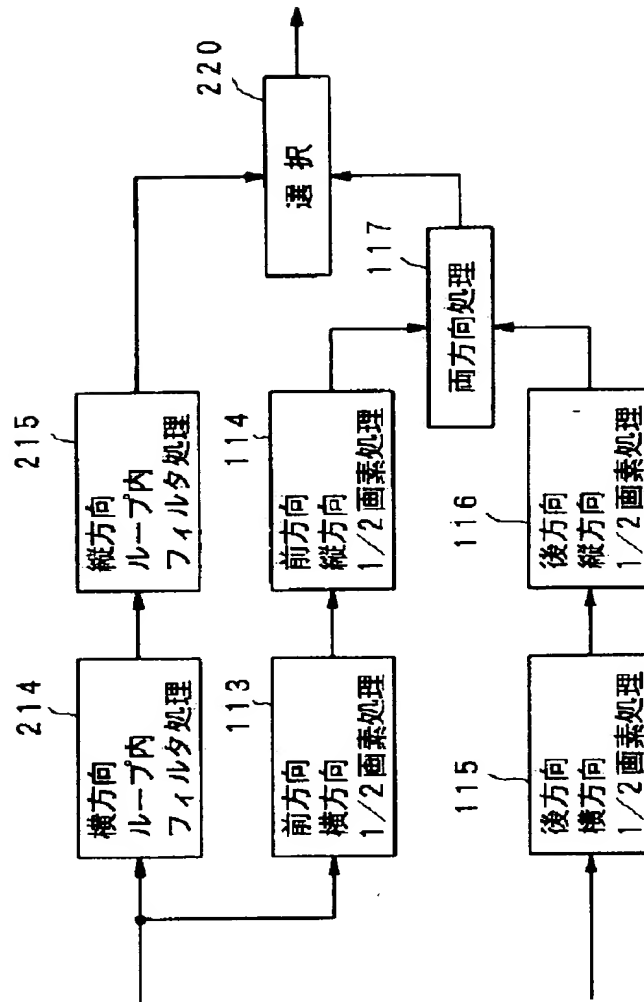 214
横方向
ループ内
フィルタ処理
215
縦方向
ループ内
フィルタ処理
220
選択
113
前方向
横方向
1/2画素処理
114
前方向
縦方向
1/2画素処理
117
両方向処理
115
後方向
横方向
1/2画素処理
116
後方向
縦方向
1/2画素処理